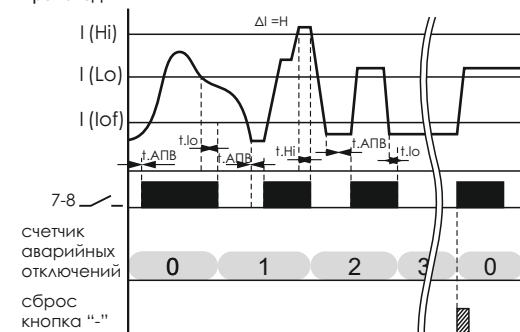 I (Hi)
ΔI =H
I (Lo)
I (Iof)
t.АПВ
t.lo
t.АПВ
t.Hi
t.АПВ
t.lo
7-8
счетчик
аварийных
отключений
0 1 2 3 0
сброс
кнопка “-”